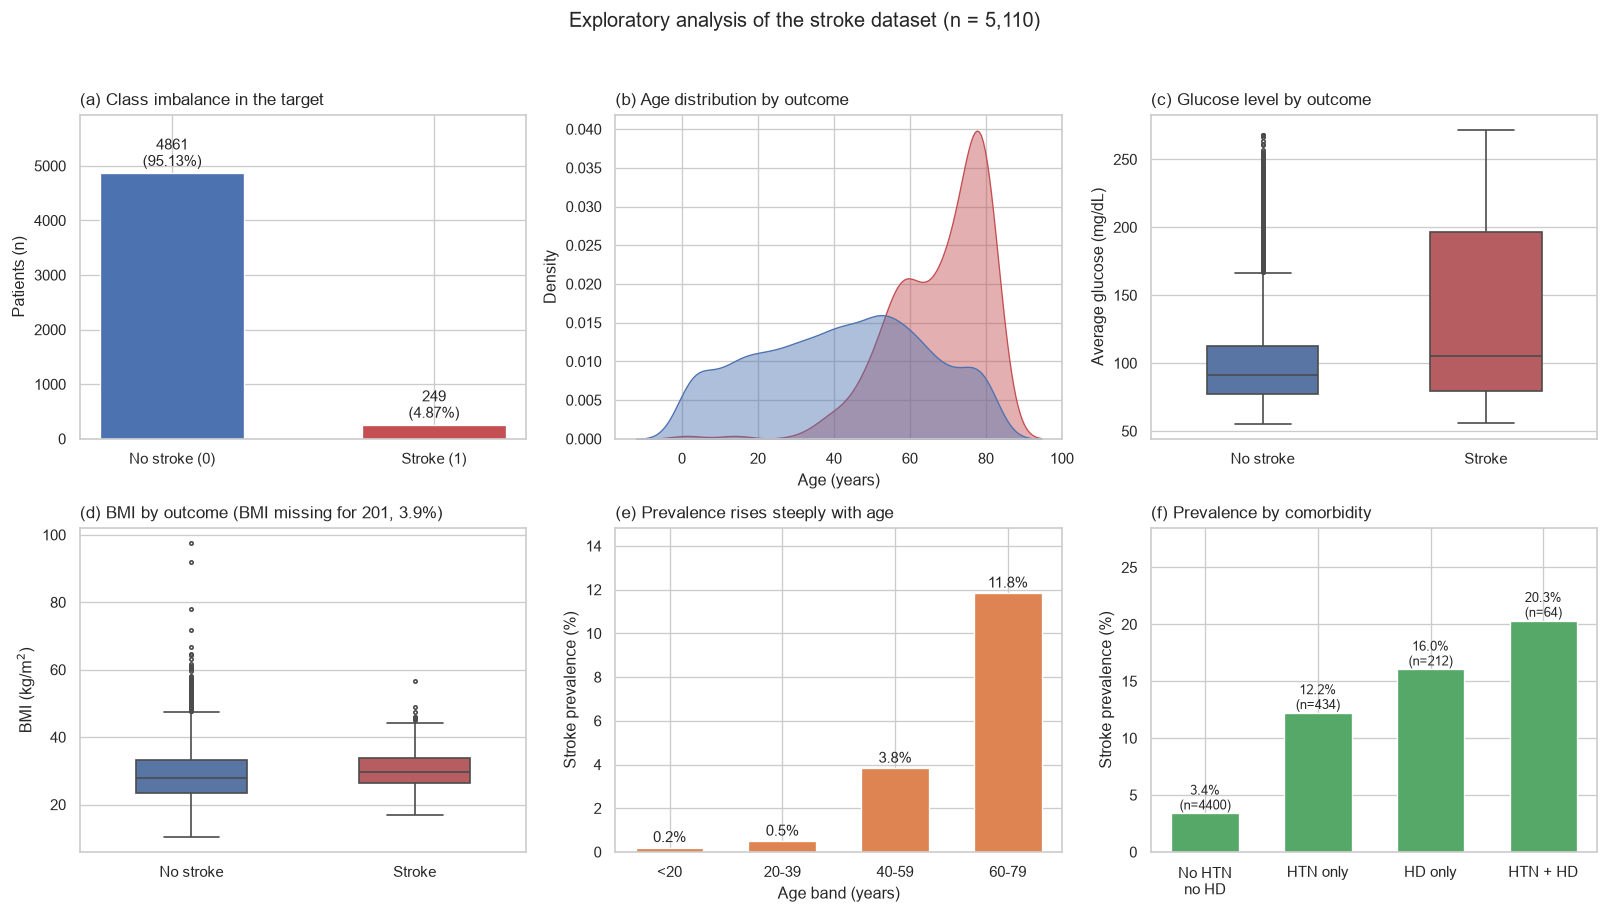 Exploratory analysis of the stroke dataset (n = 5,110)
(a) Class imbalance in the target
Patients (n)
5000
4000
3000
2000
1000
0
4861
(95.13%)
249
(4.87%)
No stroke (0)
Stroke (1)
(b) Age distribution by outcome
Density
0.040
0.035
0.030
0.025
0.020
0.015
0.010
0.005
0.000
0
20
40
60
80
100
Age (years)
(c) Glucose level by outcome
Average glucose (mg/dL)
250
200
150
100
50
No stroke
Stroke
(d) BMI by outcome (BMI missing for 201, 3.9%)
BMI (kg/m²)
100
80
60
40
20
No stroke
Stroke
(e) Prevalence rises steeply with age
Stroke prevalence (%)
14
12
10
8
6
4
2
0
0.2%
0.5%
3.8%
11.8%
<20
20-39
40-59
60-79
Age band (years)
(f) Prevalence by comorbidity
Stroke prevalence (%)
25
20
15
10
5
0
3.4%
(n=4400)
12.2%
(n=434)
16.0%
(n=212)
20.3%
(n=64)
No HTN
no HD
HTN only
HD only
HTN + HD